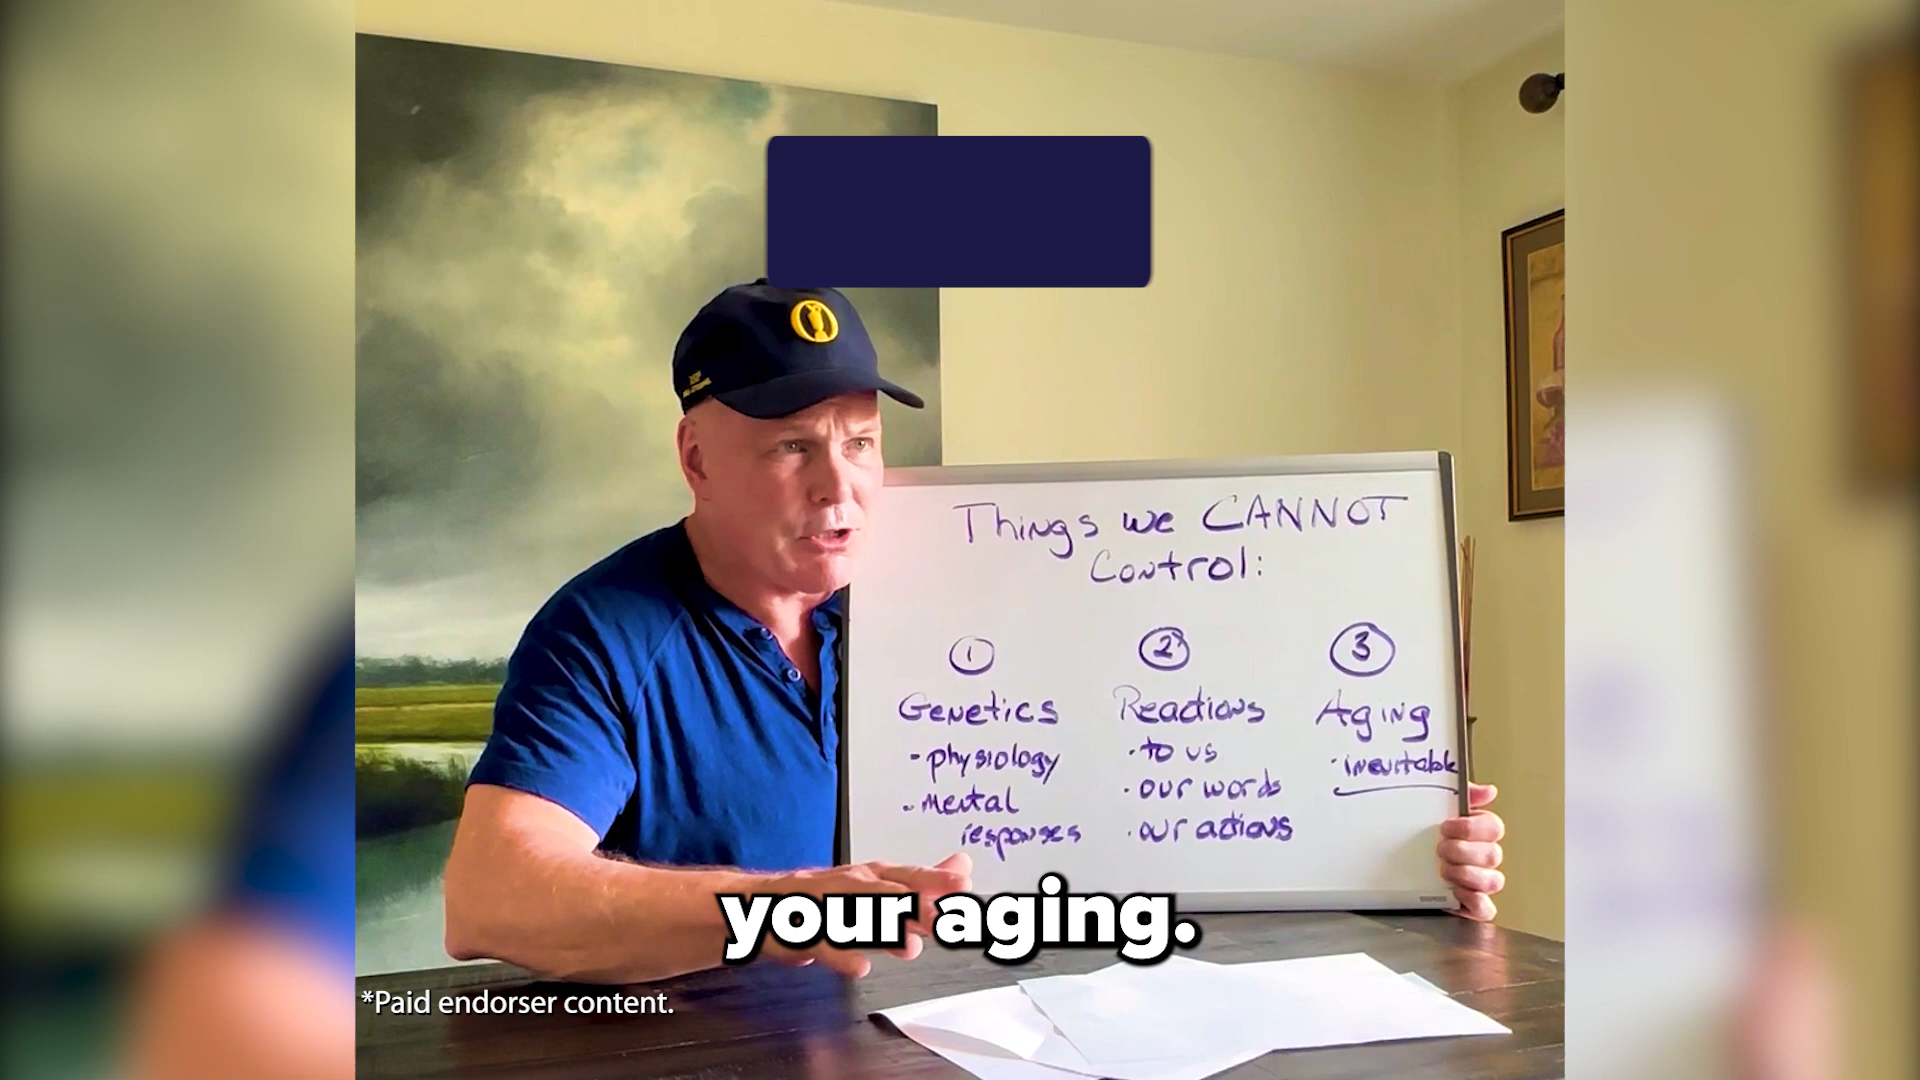 Things we CANNOT
Control:
1
Genetics
- physiology
- mental
responses
2
Reactions
· to us
· our words
· our actions
3
Aging
· inevitable
your aging.
*Paid endorser content.